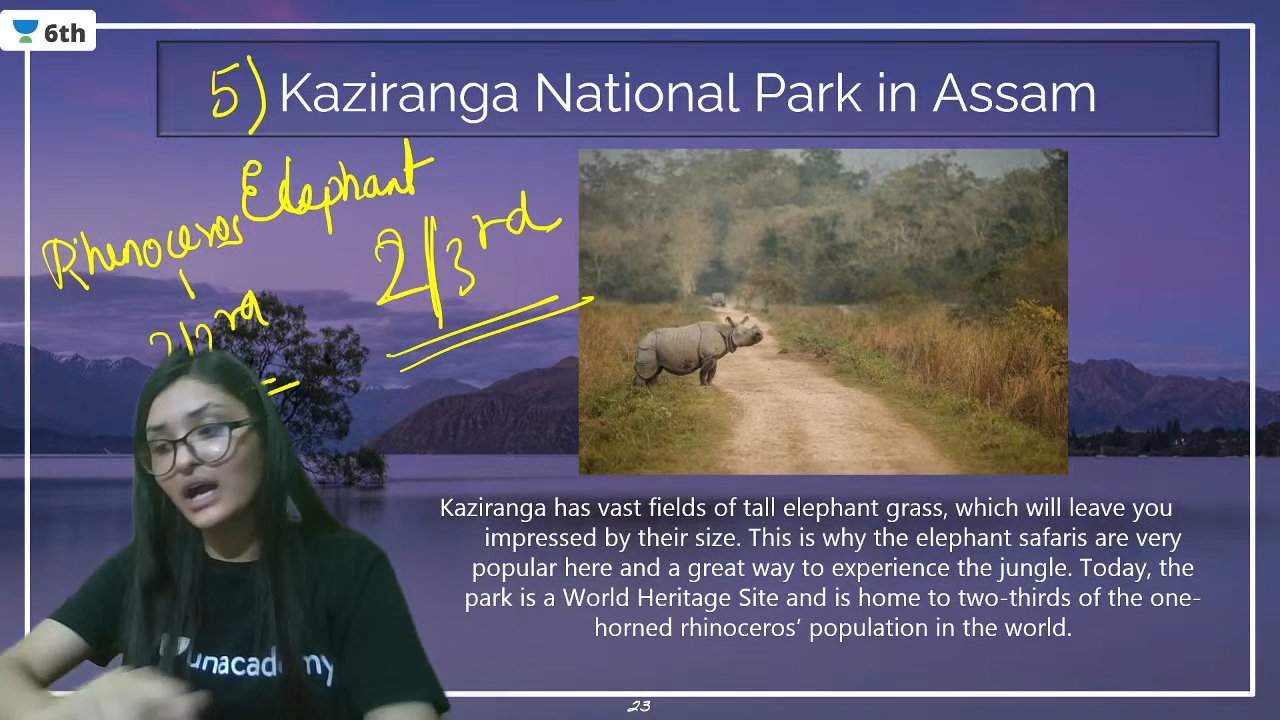 6th
5) Kaziranga National Park in Assam
Elephant
Rhenoceros
2/3rd
Kaziranga has vast fields of tall elephant grass, which will leave you
impressed by their size. This is why the elephant safaris are very
popular here and a great way to experience the jungle. Today, the
park is a World Heritage Site and is home to two-thirds of the one-
horned rhinoceros’ population in the world.
unacademy
23